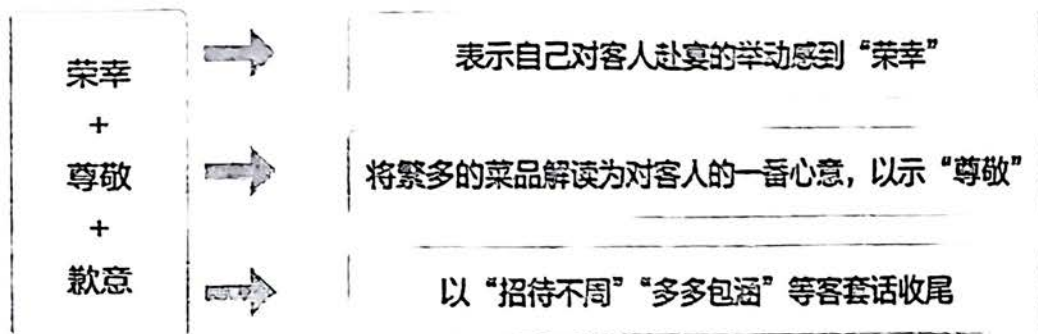 荣幸
+
尊敬
+
歉意
表示自己对客人赴宴的举动感到“荣幸”
将繁多的菜品解读为对客人的一番心意，以示“尊敬”
以“招待不周”“多多包涵”等客套话收尾